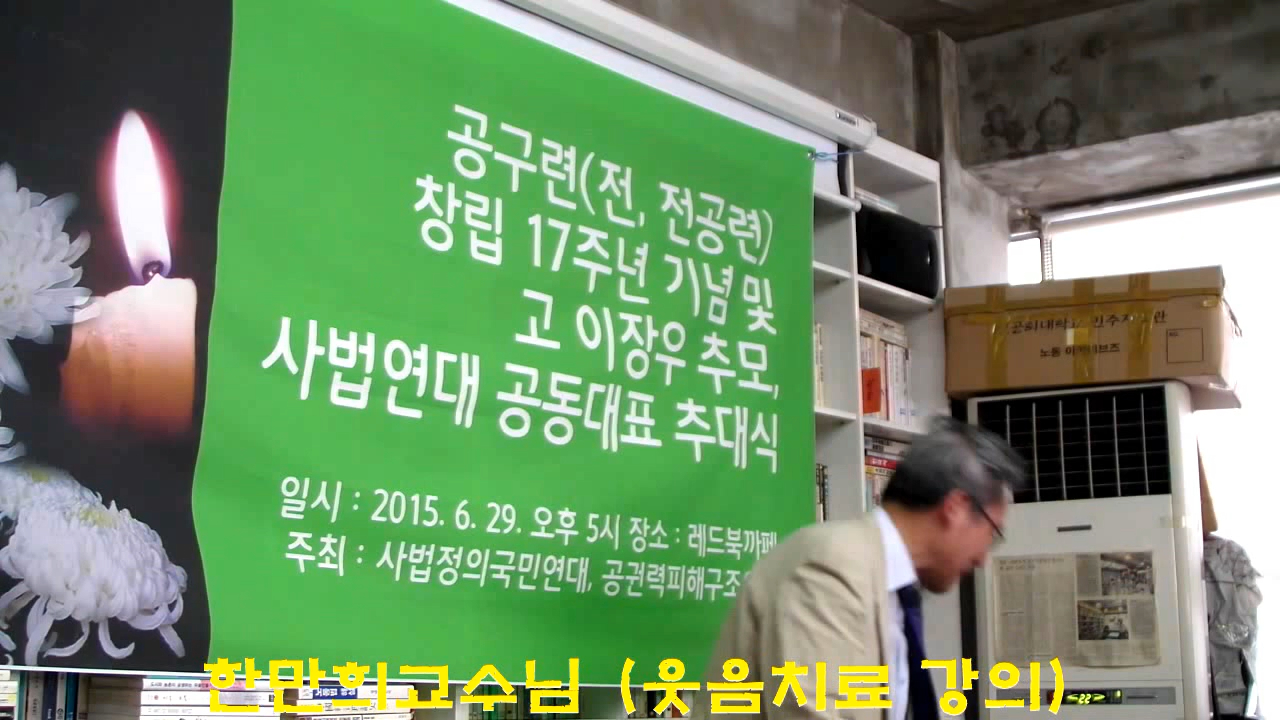 공구련(전, 전공련)
창립 17주년 기념 및
고 이장우 추모,
사법연대 공동대표 추대식
일시 : 2015. 6. 29. 오후 5시 장소 : 레드북까페
주최 : 사법정의국민연대, 공권력피해구조
노동
한만희교수님 (웃음치료 강의)